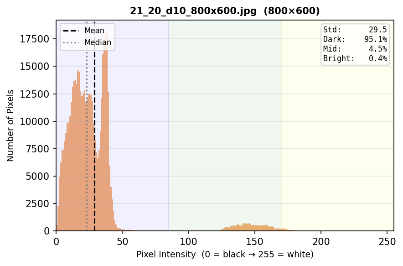 21_20_d10_800x600.jpg  (800×600)
Mean
Median
Std: 29.5
Dark: 95.1%
Mid: 4.5%
Bright: 0.4%
17500
15000
12500
10000
7500
5000
2500
0
0 50 100 150 200 250
Number of Pixels
Pixel Intensity  (0 = black → 255 = white)